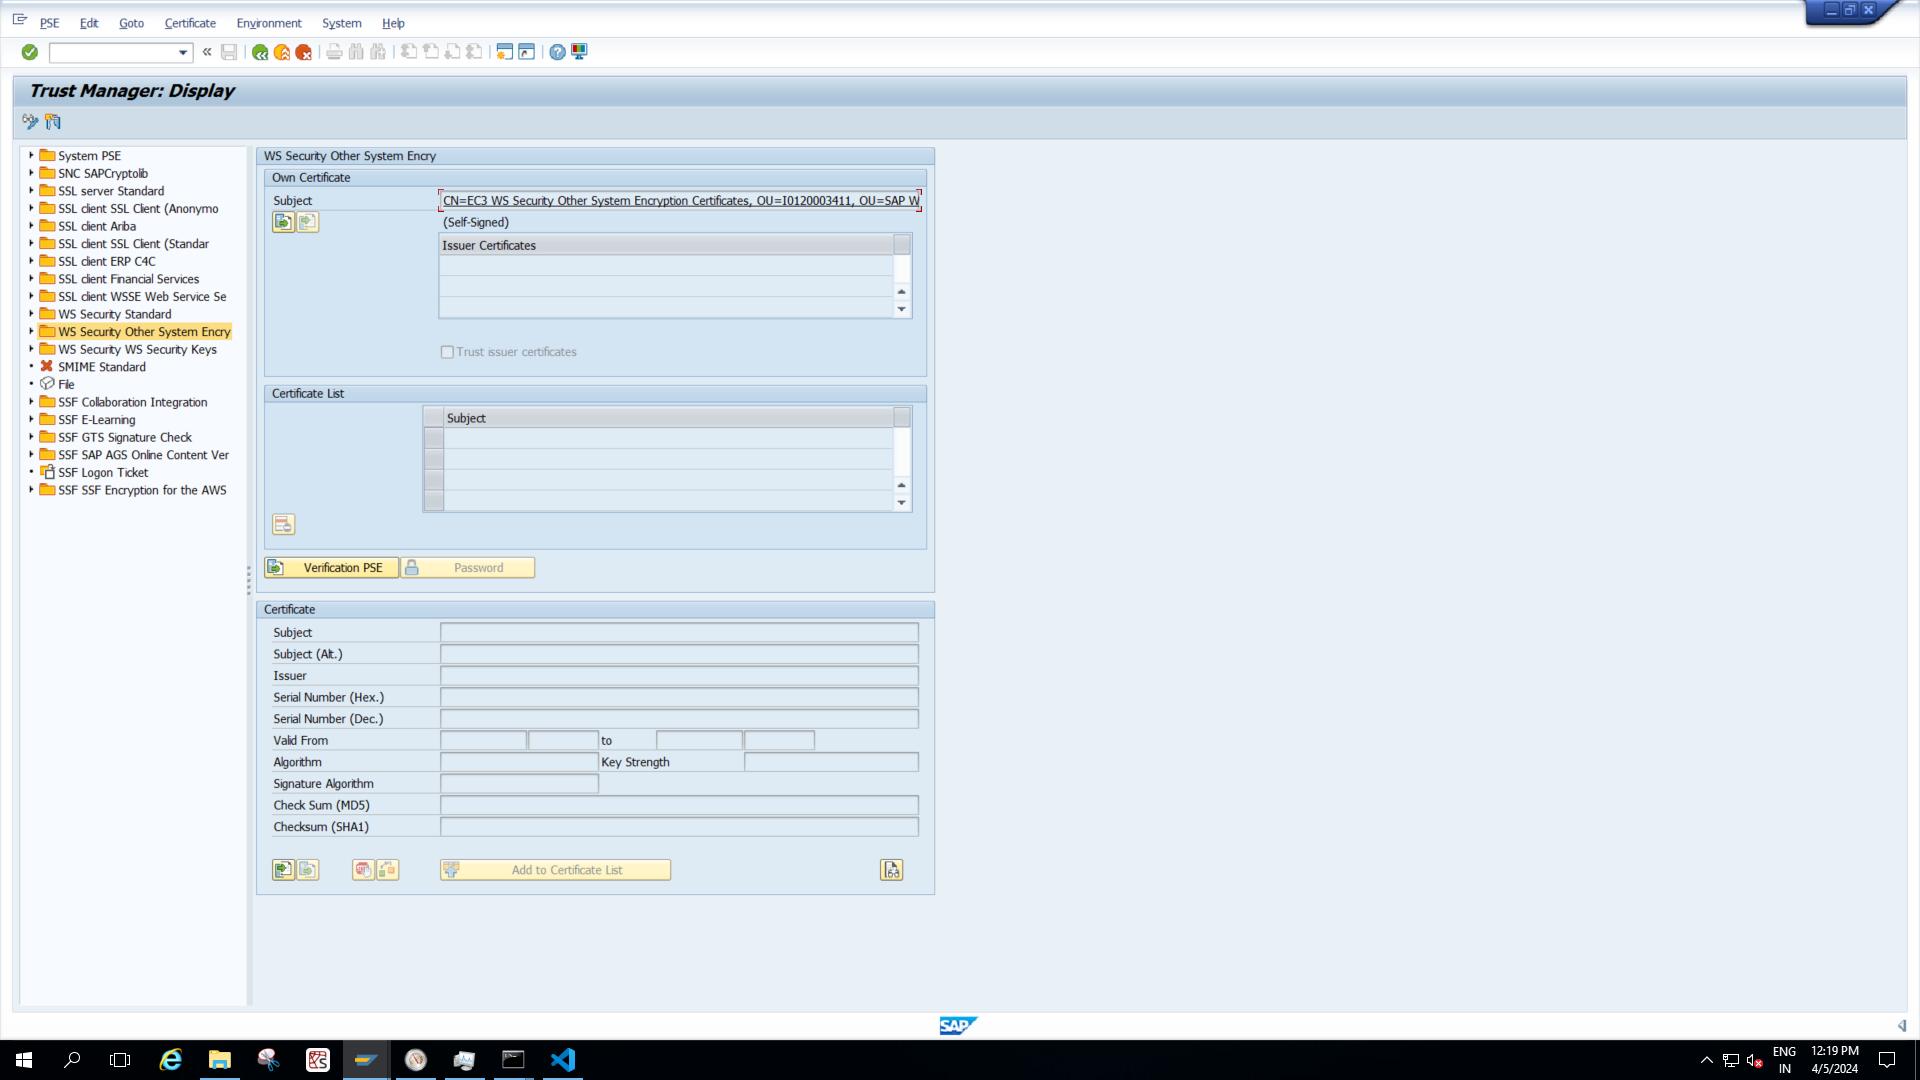 PSE Edit Goto Certificate Environment System Help
Trust Manager: Display
System PSE
SNC SAPCryptolib
SSL server Standard
SSL client SSL Client (Anonymo
SSL client Ariba
SSL client SSL Client (Standar
SSL client ERP C4C
SSL client Financial Services
SSL client WSSE Web Service Se
WS Security Standard
WS Security Other System Encry
WS Security WS Security Keys
SMIME Standard
File
SSF Collaboration Integration
SSF E-Learning
SSF GTS Signature Check
SSF SAP AGS Online Content Ver
SSF Logon Ticket
SSF SSF Encryption for the AWS
WS Security Other System Encry
Own Certificate
Subject CN=EC3 WS Security Other System Encryption Certificates, OU=I0120003411, OU=SAP W
(Self-Signed)
Issuer Certificates
Trust issuer certificates
Certificate List
Subject
Verification PSE Password
Certificate
Subject
Subject (Alt.)
Issuer
Serial Number (Hex.)
Serial Number (Dec.)
Valid From to
Algorithm Key Strength
Signature Algorithm
Check Sum (MD5)
Checksum (SHA1)
Add to Certificate List
SAP
ENG 12:19 PM
IN 4/5/2024